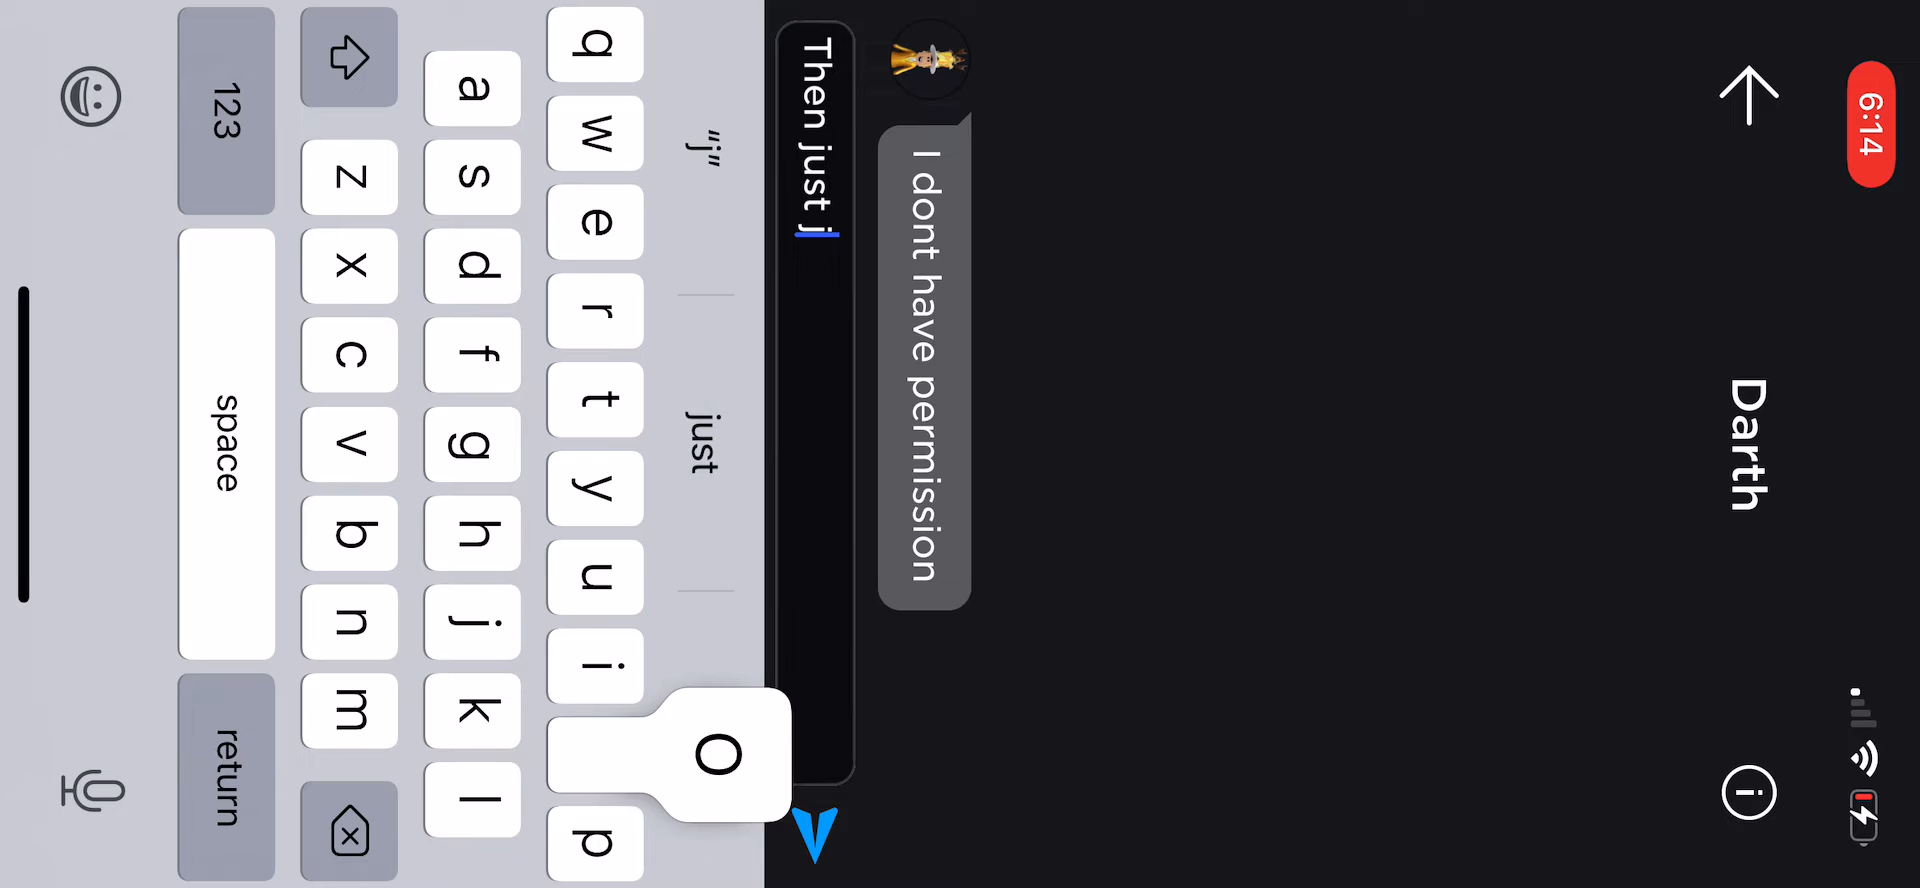 6:14
Darth
I dont have permission
Then just j
"j" just
q w e r t y u i o p
a s d f g h j k l
z x c v b n m
123 space return